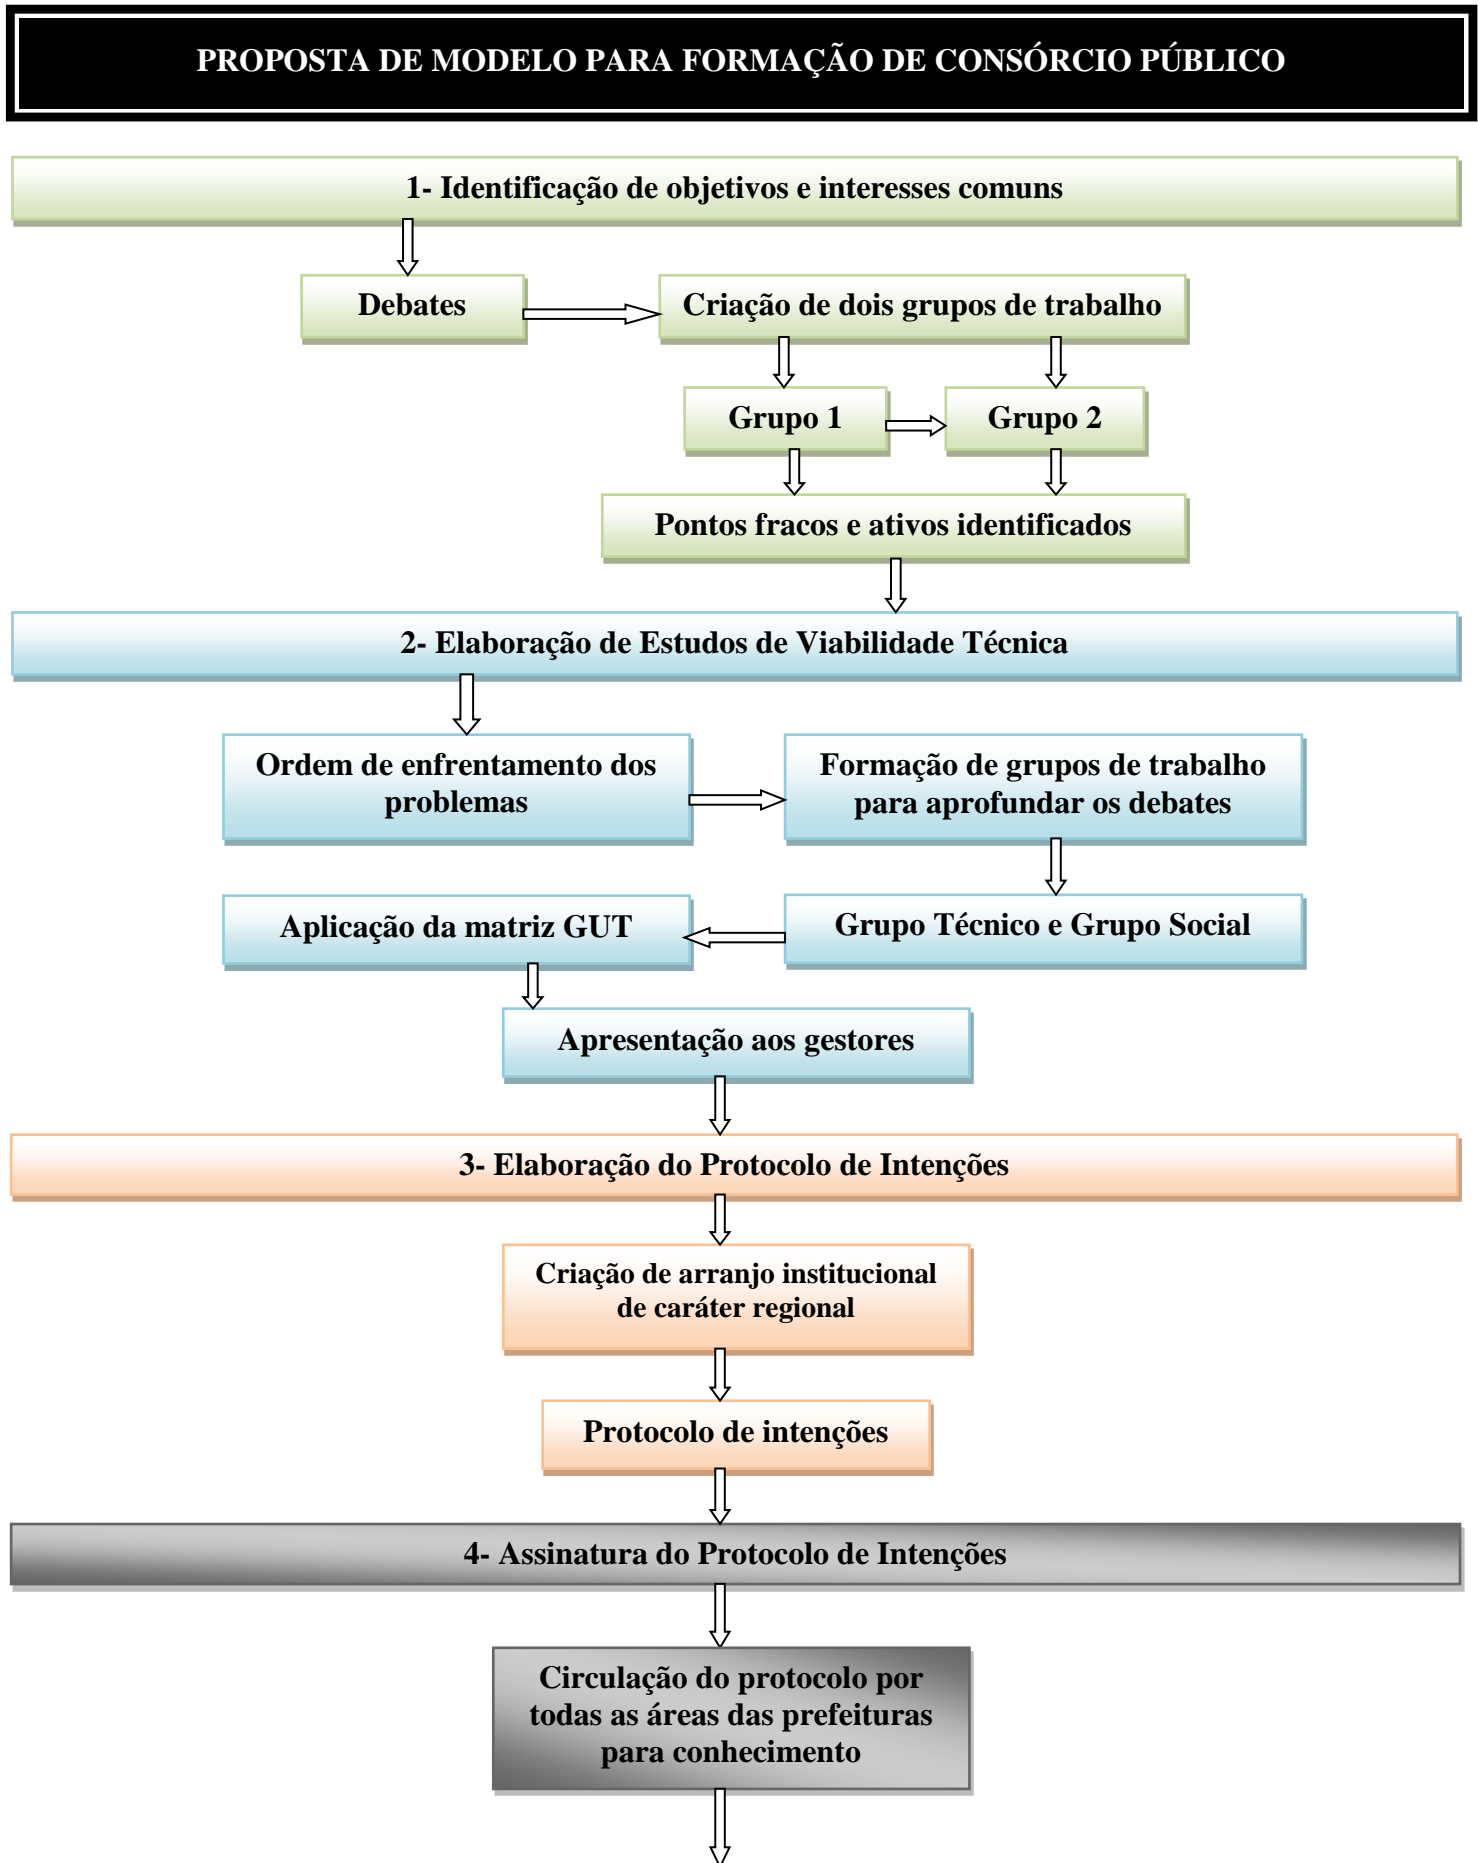 PROPOSTA DE MODELO PARA FORMAÇÃO DE CONSÓRCIO PÚBLICO
1- Identificação de objetivos e interesses comuns
Debates
Criação de dois grupos de trabalho
Grupo 1
Grupo 2
Pontos fracos e ativos identificados
2- Elaboração de Estudos de Viabilidade Técnica
Ordem de enfrentamento dos
problemas
Formação de grupos de trabalho
para aprofundar os debates
Grupo Técnico e Grupo Social
Aplicação da matriz GUT
Apresentação aos gestores
3- Elaboração do Protocolo de Intenções
Criação de arranjo institucional
de caráter regional
Protocolo de intenções
4- Assinatura do Protocolo de Intenções
Circulação do protocolo por
todas as áreas das prefeituras
para conhecimento